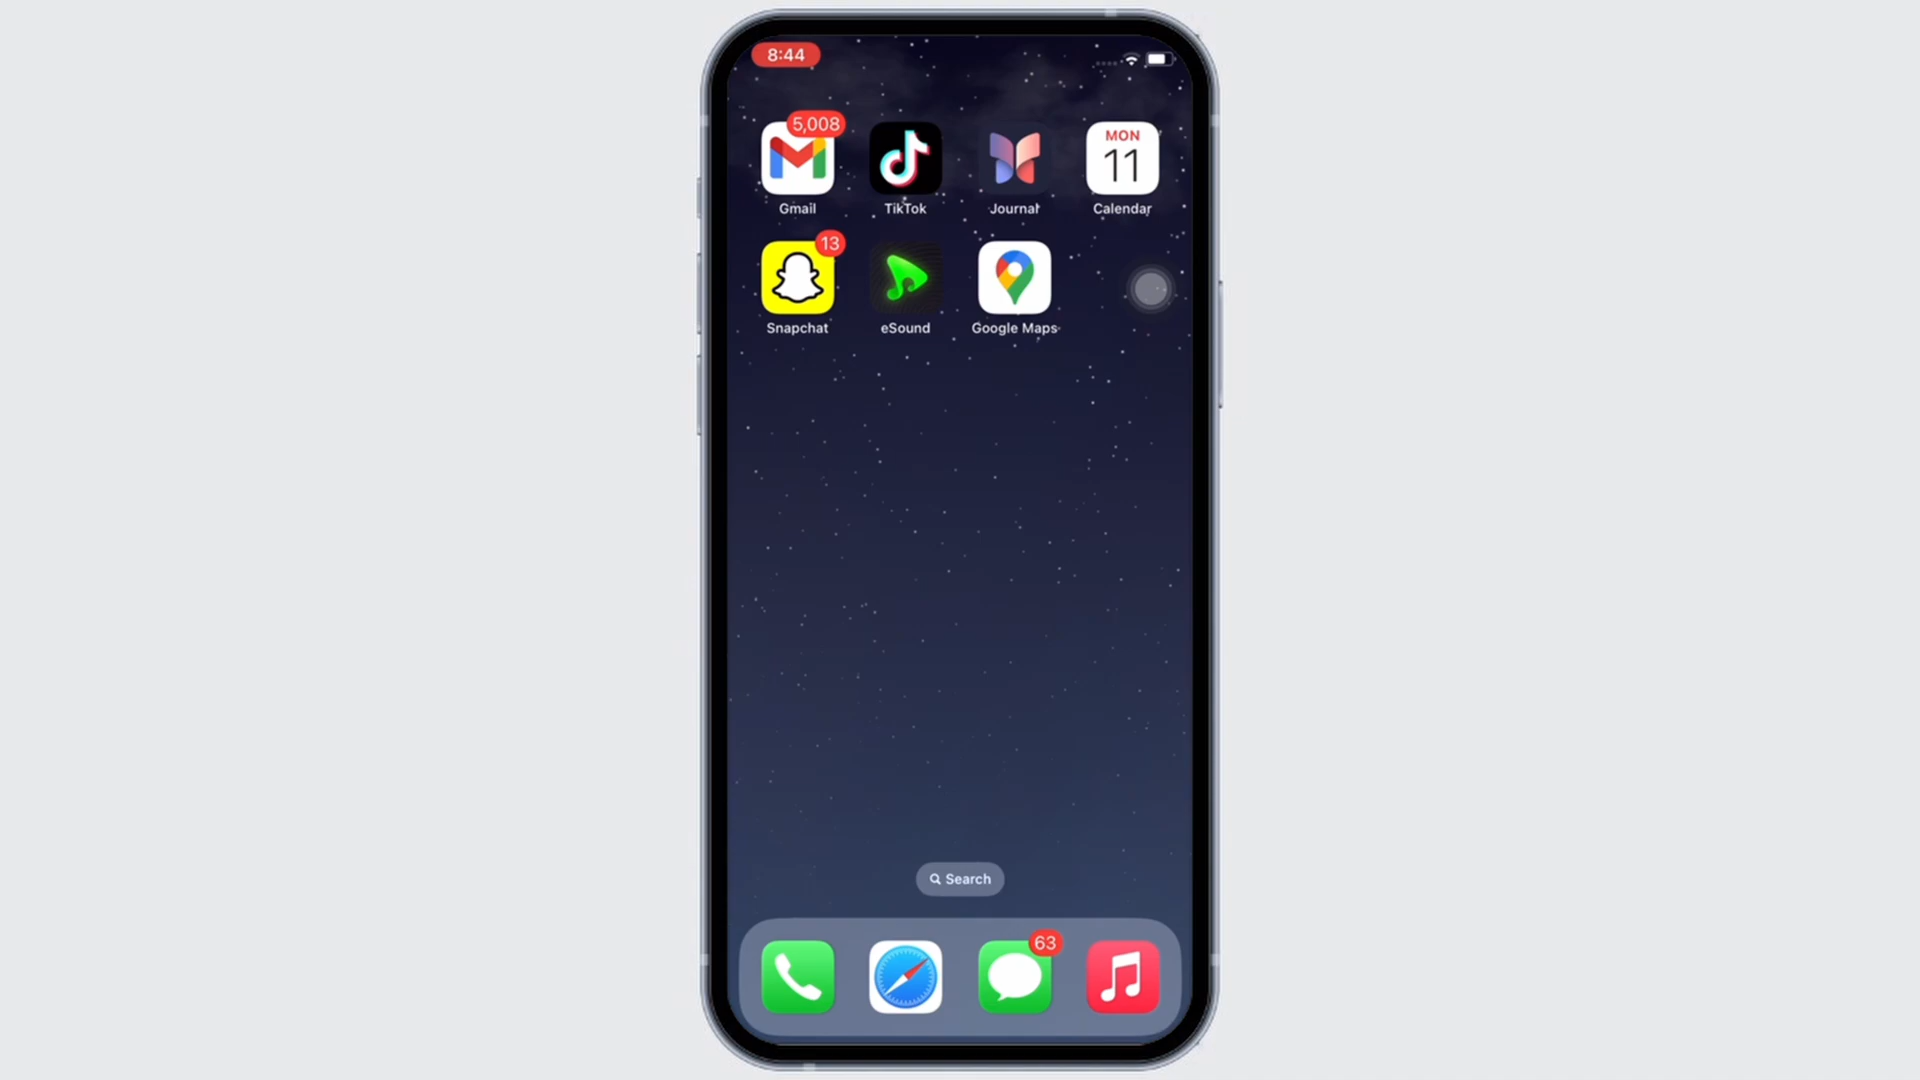 8:44
5,008
MON
11
Gmail
TikTok
Journal
Calendar
13
Snapchat
eSound
Google Maps
Search
63